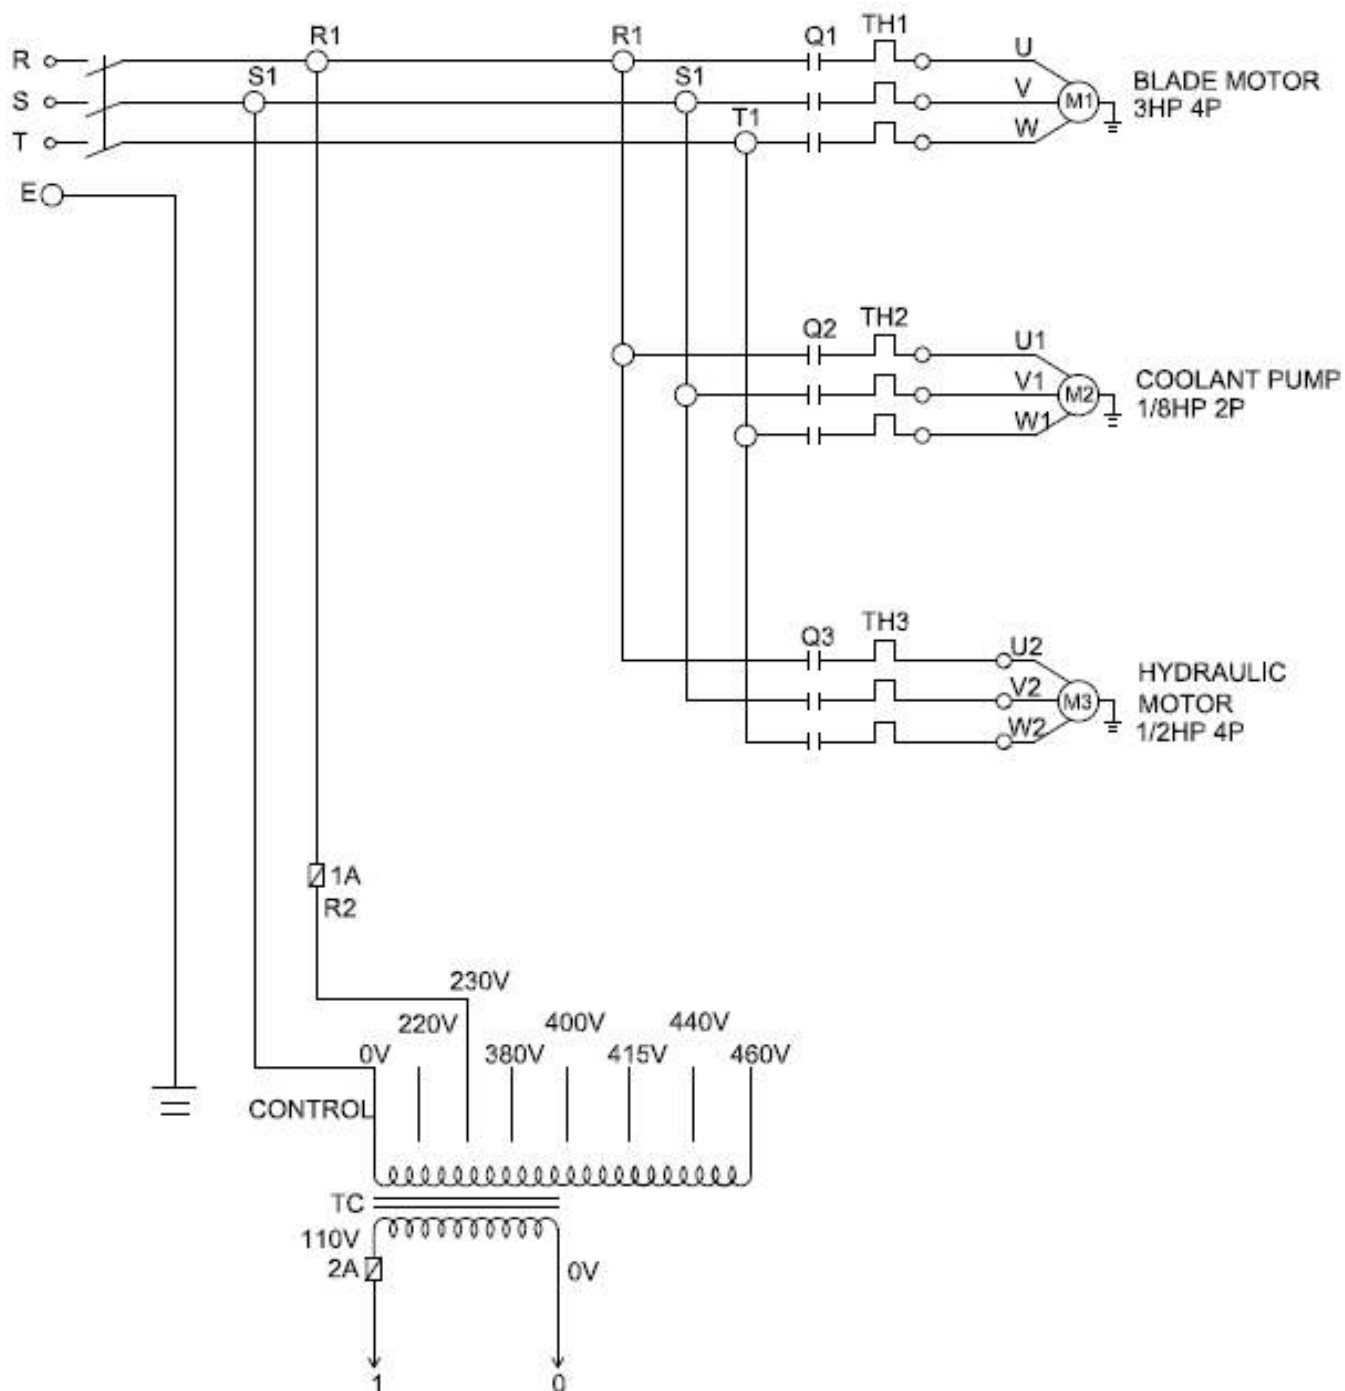 R1
R1
Q1
TH1
U
R
S1
S1
V
BLADE MOTOR
3HP 4P
S
M1
T1
W
T
E
Q2
TH2
U1
V1
COOLANT PUMP
1/8HP 2P
M2
W1
Q3
TH3
U2
V2
HYDRAULIC
MOTOR
1/2HP 4P
M3
W2
1A
R2
230V
220V
400V
440V
0V
380V
415V
460V
CONTROL
TC
110V
2A
0V
1
0